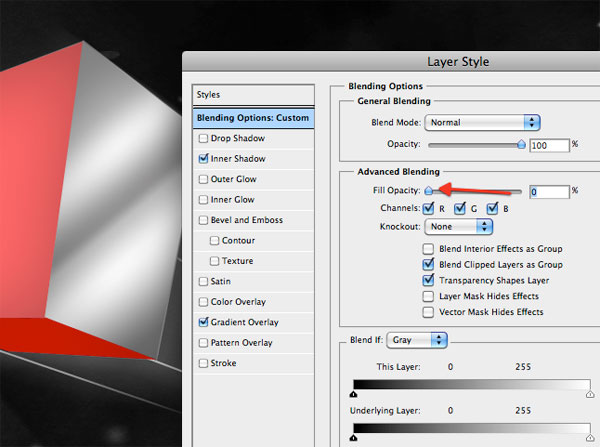 Layer Style
Styles
Blending Options: Custom
Drop Shadow
Inner Shadow
Outer Glow
Inner Glow
Bevel and Emboss
Contour
Texture
Satin
Color Overlay
Gradient Overlay
Pattern Overlay
Stroke
Blending Options
General Blending
Blend Mode: Normal
Opacity: 100 %
Advanced Blending
Fill Opacity: 0 %
Channels: R G B
Knockout: None
Blend Interior Effects as Group
Blend Clipped Layers as Group
Transparency Shapes Layer
Layer Mask Hides Effects
Vector Mask Hides Effects
Blend If: Gray
This Layer: 0 255
Underlying Layer: 0 255